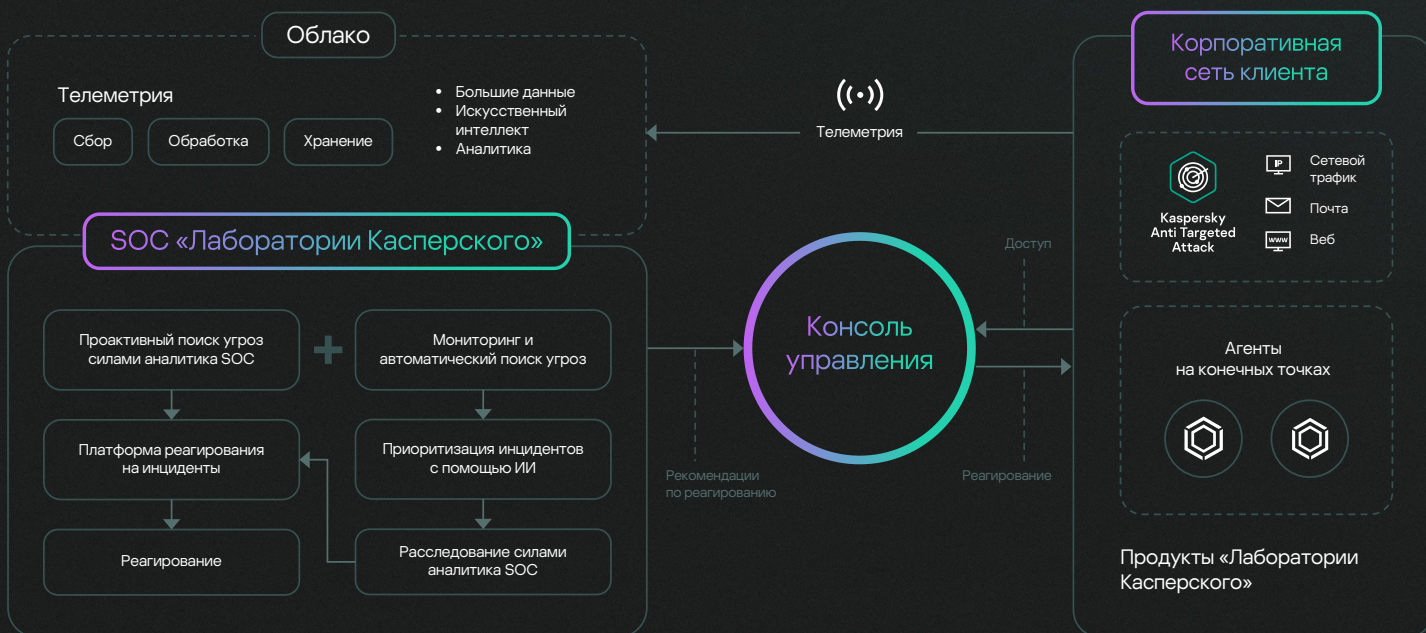 Облако
Телеметрия
Сбор
Обработка
Хранение
• Большие данные
• Искусственный
интеллект
• Аналитика
Телеметрия
Корпоративная
сеть клиента
Kaspersky
Anti Targeted
Attack
IP
Сетевой
трафик
Почта
www
Веб
SOC «Лаборатории Касперского»
Проактивный поиск угроз
силами аналитика SOC
Мониторинг и
автоматический поиск угроз
Платформа реагирования
на инциденты
Приоритизация инцидентов
с помощью ИИ
Реагирование
Расследование силами
аналитика SOC
Рекомендации
по реагированию
Консоль
управления
Доступ
Реагирование
Агенты
на конечных точках
Продукты «Лаборатории
Касперского»